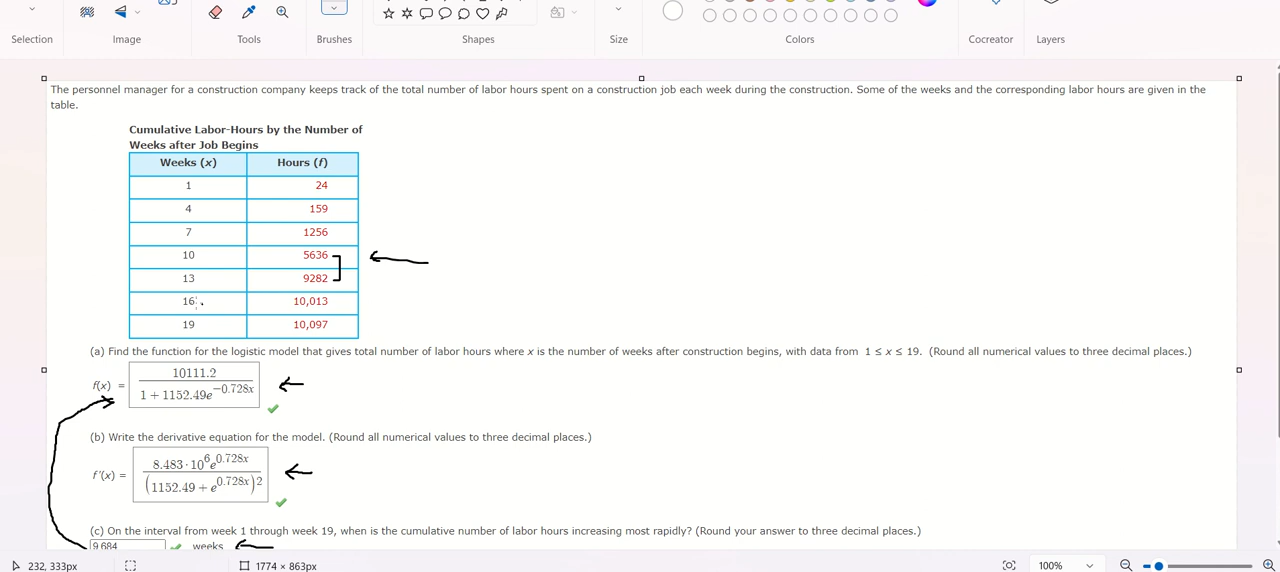 Selection
Image
Tools
Brushes
Shapes
Size
Colors
Cocreator
Layers
The personnel manager for a construction company keeps track of the total number of labor hours spent on a construction job each week during the construction. Some of the weeks and the corresponding labor hours are given in the
table.
Cumulative Labor-Hours by the Number of
Weeks after Job Begins
Weeks (x) Hours (f)
1 24
4 159
7 1256
10 5636
13 9282
16 10,013
19 10,097
(a) Find the function for the logistic model that gives total number of labor hours where x is the number of weeks after construction begins, with data from 1 ≤ x ≤ 19. (Round all numerical values to three decimal places.)
f(x) = 10111.2 / 1 + 1152.49e^−0.728x
(b) Write the derivative equation for the model. (Round all numerical values to three decimal places.)
f′(x) = 8.483·10^6 e^0.728x / (1152.49 + e^0.728x)^2
(c) On the interval from week 1 through week 19, when is the cumulative number of labor hours increasing most rapidly? (Round your answer to three decimal places.)
9.684 weeks
232, 333px
1774 × 863px
100%